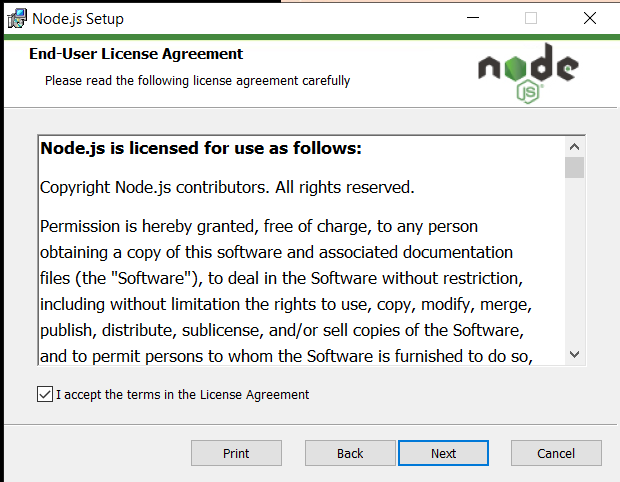 Node.js Setup
End-User License Agreement
Please read the following license agreement carefully
node
JS
Node.js is licensed for use as follows:
Copyright Node.js contributors. All rights reserved.
Permission is hereby granted, free of charge, to any person
obtaining a copy of this software and associated documentation
files (the "Software"), to deal in the Software without restriction,
including without limitation the rights to use, copy, modify, merge,
publish, distribute, sublicense, and/or sell copies of the Software,
and to permit persons to whom the Software is furnished to do so,
I accept the terms in the License Agreement
Print Back Next Cancel